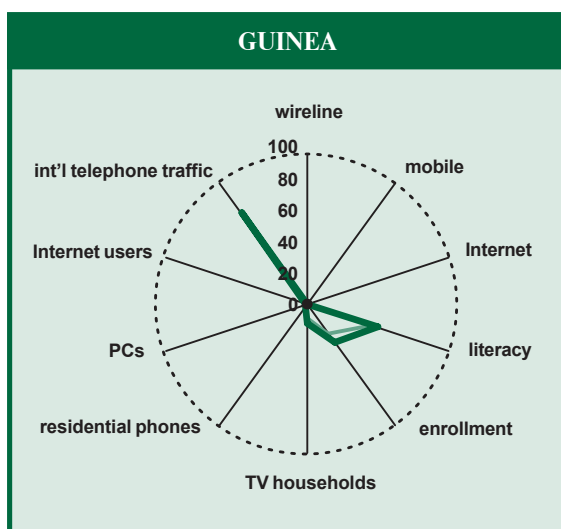 GUINEA
wireline
100
mobile
int'l telephone traffic
80
60
Internet users
Internet
40
20
0
PCs
literacy
residential phones
enrollment
TV households